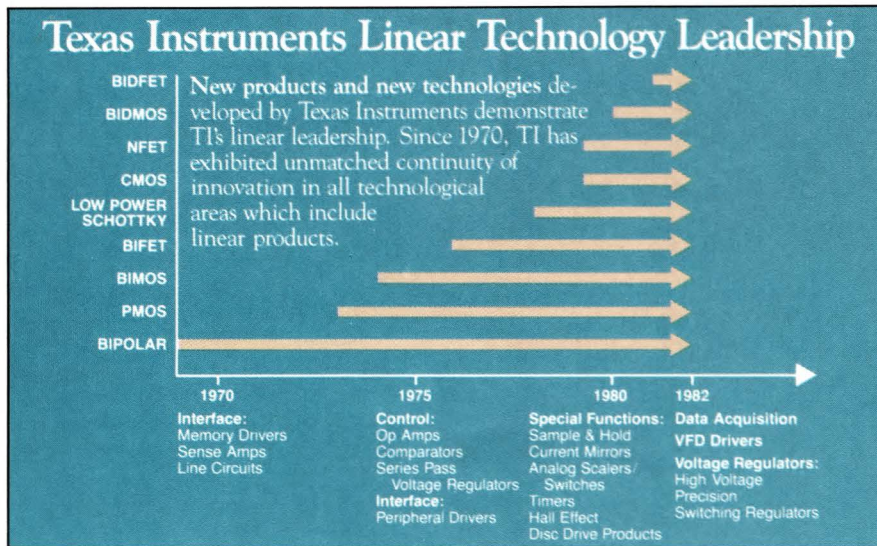 Texas Instruments Linear Technology Leadership
BIDFET
BIDMOS
NFET
CMOS
LOW POWER
SCHOTTKY
BIFET
BIMOS
PMOS
BIPOLAR
New products and new technologies de-
veloped by Texas Instruments demonstrate
TI's linear leadership. Since 1970, TI has
exhibited unmatched continuity of
innovation in all technological
areas which include
linear products.
1970
1975
1980
1982
Interface:
Memory Drivers
Sense Amps
Line Circuits
Control:
Op Amps
Comparators
Series Pass
Voltage Regulators
Interface:
Peripheral Drivers
Special Functions:
Sample & Hold
Current Mirrors
Analog Scalers/
Switches
Timers
Hall Effect
Disc Drive Products
Data Acquisition
VFD Drivers
Voltage Regulators:
High Voltage
Precision
Switching Regulators